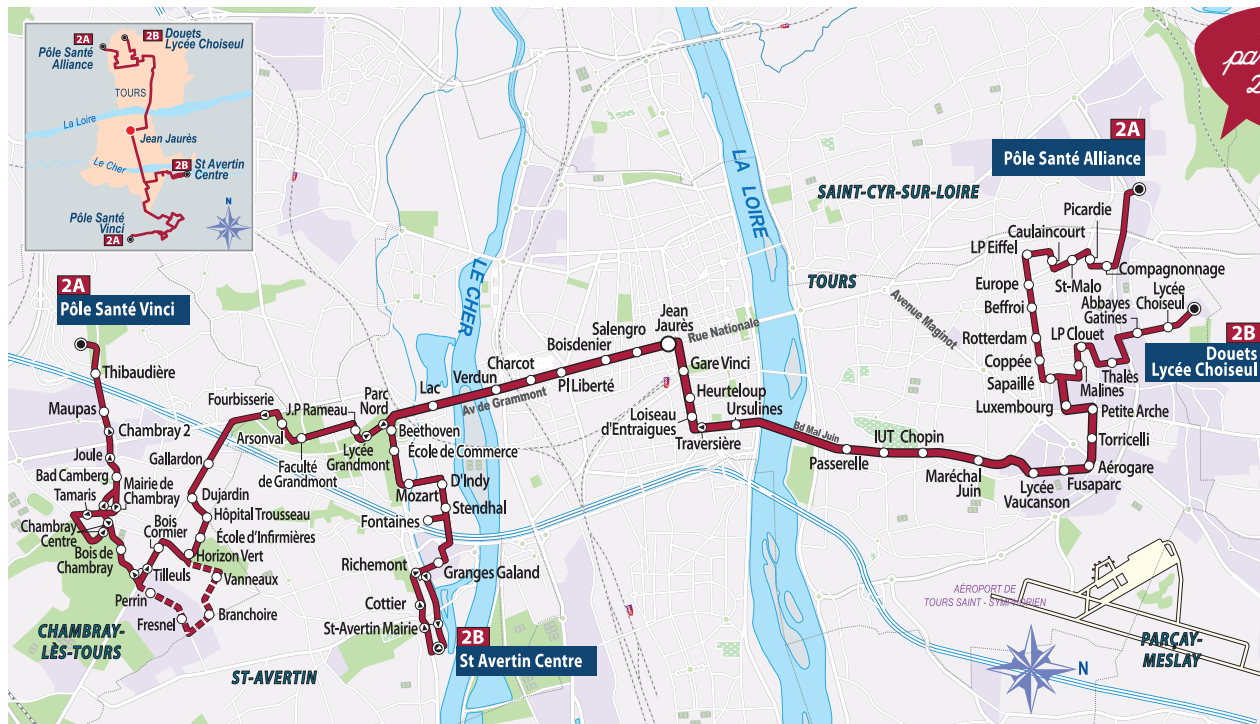 2A
2B
Douets
Lycée Choiseul
Pôle Santé
Alliance
TOURS
La Loire
Jean Jaurès
Le Cher
2B
St Avertin
Centre
Pôle Santé
Vinci
2A
N
2A
Pôle Santé Alliance
SAINT-CYR-SUR-LOIRE
LA LOIRE
LE CHER
TOURS
Avenue Maginot
Picardie
Caulaincourt
LP Eiffel
Compagnonnage
St-Malo
Europe
Beffroi
Abbayes
Gatines
Lycée
Choiseul
2B
Douets
Lycée Choiseul
Rotterdam
LP Clouet
Coppée
Thalès
Sapaillé
Malines
Luxembourg
Petite Arche
Torricelli
Aérogare
Fusaparc
Lycée
Vaucanson
Maréchal
Juin
IUT
Chopin
Passerelle
Bd Mal Juin
Ursulines
Traversière
Loiseau
d'Entraigues
Heurteloup
Gare Vinci
Rue Nationale
Jean
Jaurès
Salengro
Boisdenier
Pl Liberté
Charcot
Av de Grammont
Verdun
Lac
Parc
Nord
2A
Pôle Santé Vinci
Thibaudière
Maupas
Chambray 2
Joule
Bad Camberg
Mairie de
Chambray
Tamaris
Chambray
Centre
Bois de
Chambray
Bois
Cormier
Tilleuls
Perrin
Fresnel
Branchoire
Vanneaux
Horizon Vert
École d'Infirmières
Hôpital Trousseau
Dujardin
Gallardon
Fourbisserie
Arsonval
J.P Rameau
Faculté
de Grandmont
Lycée
Grandmont
Beethoven
École de Commerce
Mozart
D'Indy
Stendhal
Fontaines
Richemont
Granges Galand
Cottier
St-Avertin Mairie
2B
St Avertin Centre
CHAMBRAY-
LÈS-TOURS
ST-AVERTIN
AÉROPORT DE
TOURS SAINT - SYMPHORIEN
PARÇAY-
MESLAY
N